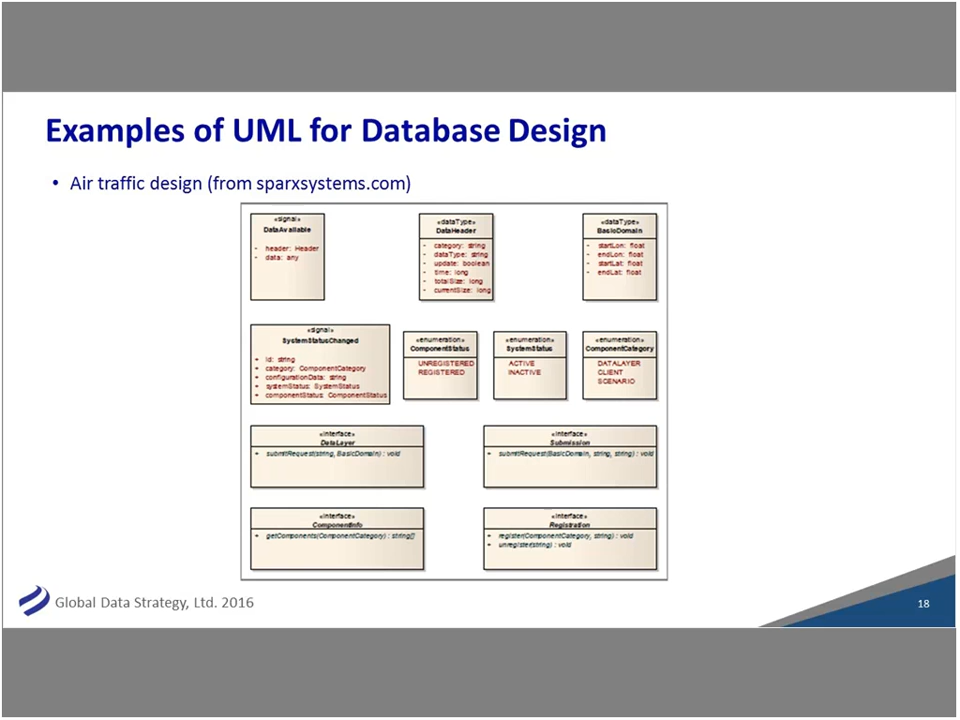 Examples of UML for Database Design
• Air traffic design (from sparxsystems.com)
«signal»
DataAvailable
- header: Header
- data: any
«dataType»
DataHeader
- category: string
- dataType: string
- update: boolean
- time: long
- totalSize: long
- currentSize: long
«dataType»
BasicDomain
- startLon: float
- endLon: float
- startLat: float
- endLat: float
«signal»
SystemStatusChanged
+ id: string
+ category: ComponentCategory
+ configurationData: string
+ systemStatus: SystemStatus
+ componentStatus: ComponentStatus
«enumeration»
ComponentStatus
UNREGISTERED
REGISTERED
«enumeration»
SystemStatus
ACTIVE
INACTIVE
«enumeration»
ComponentCategory
DATALAYER
CLIENT
SCENARIO
«interface»
DataLayer
+ submitRequest(string, BasicDomain) : void
«interface»
Submission
+ submitRequest(BasicDomain, string, string) : void
«interface»
ComponentInfo
+ getComponents(ComponentCategory) : string[]
«interface»
Registration
+ register(ComponentCategory, string) : void
+ unregister(string) : void
Global Data Strategy, Ltd. 2016
18